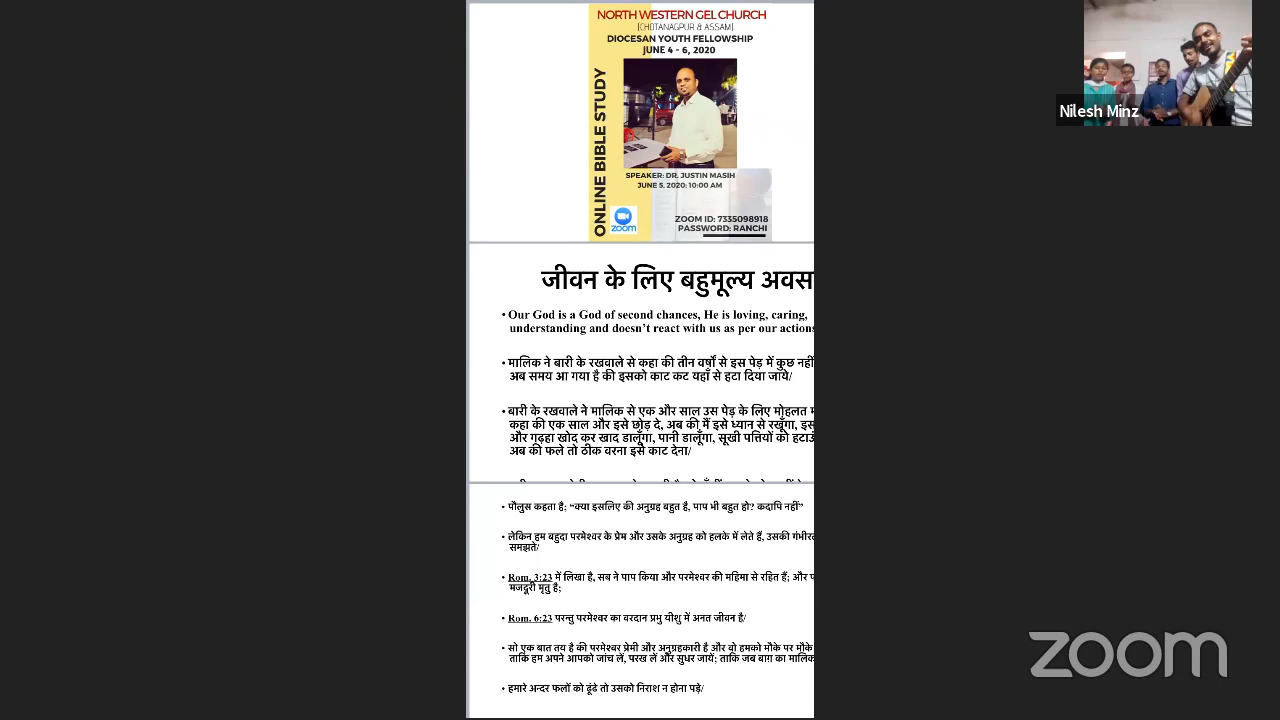 NORTH WESTERN GEL CHURCH
[CHOTANAGPUR & ASSAM]
DIOCESAN YOUTH FELLOWSHIP
JUNE 4 - 6, 2020
ONLINE BIBLE STUDY
SPEAKER: DR. JUSTIN MASIH
JUNE 5, 2020; 10:00 AM
zoom
ZOOM ID: 7335098918
PASSWORD: RANCHI
Nilesh Minz
जीवन के लिए बहुमूल्य अवस
• Our God is a God of second chances, He is loving, caring,
understanding and doesn't react with us as per our actions
• मालिक ने बारी के रखवाले से कहा की तीन वर्षों से इस पेड़ में कुछ नहीं
अब समय आ गया है की इसको काट कट यहाँ से हटा दिया जाये/
• बारी के रखवाले ने मालिक से एक और साल उस पेड़ के लिए मोहलत
कहा की एक साल और इसे छोड़ दे, अब की मैं इसे ध्यान से रखूँगा, इस
और गढ़हा खोद कर खाद डालूँगा, पानी डालूँगा, सूखी पत्तियों को
अब की फले तो ठीक वरना इसे काट देना/
• पौलुस कहता है; “क्या इसलिए की अनुग्रह बहुत है, पाप भी बहुत हो? कदापि नहीं”
• लेकिन हम बहुदा परमेश्वर के प्रेम और उसके अनुग्रह को हलके में लेते हैं, उसकी
समझते/
• Rom. 3:23 में लिखा है, सब ने पाप किया और परमेश्वर की महिमा से रहित हैं; और
मजदूरी मृतु है;
• Rom. 6:23 परन्तु परमेश्वर का वरदान प्रभु यीशु में अनत जीवन है/
• सो एक बात तय है की परमेश्वर प्रेमी और अनुग्रहकारी है और वो हमको मौके पर मौके
ताकि हम अपने आपको जांच लें, परख लें और सुधर जायें; ताकि जब बाग़ का मालिक
• हमारे अन्दर फलों को ढूंढे तो उसको निराश न होना पड़े/
zoom